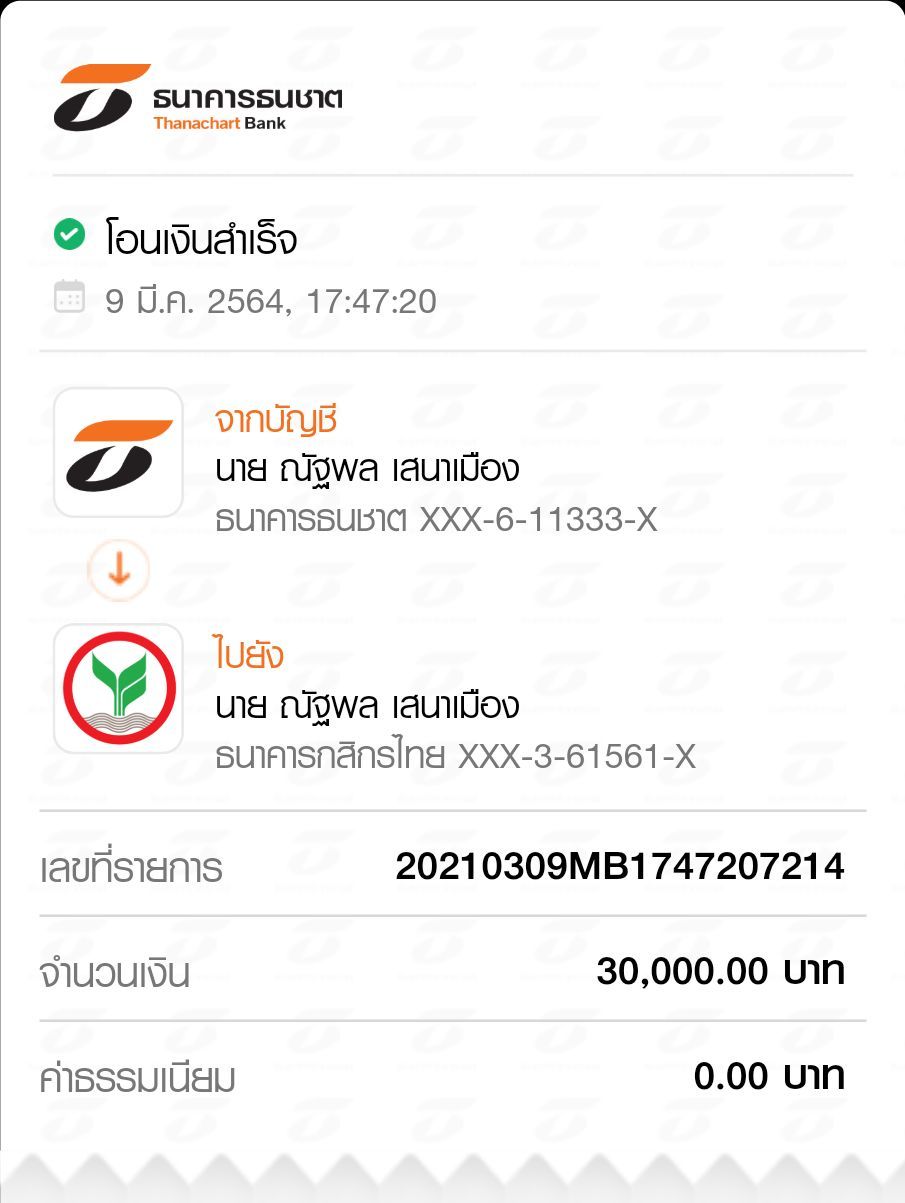 ธนาคารธนชาต
Thanachart Bank
โอนเงินสำเร็จ
9 มี.ค. 2564, 17:47:20
จากบัญชี
นาย ณัฐพล เสนาเมือง
ธนาคารธนชาต XXX-6-11333-X
ไปยัง
นาย ณัฐพล เสนาเมือง
ธนาคารกสิกรไทย XXX-3-61561-X
เลขที่รายการ 20210309MB1747207214
จำนวนเงิน 30,000.00 บาท
ค่าธรรมเนียม 0.00 บาท